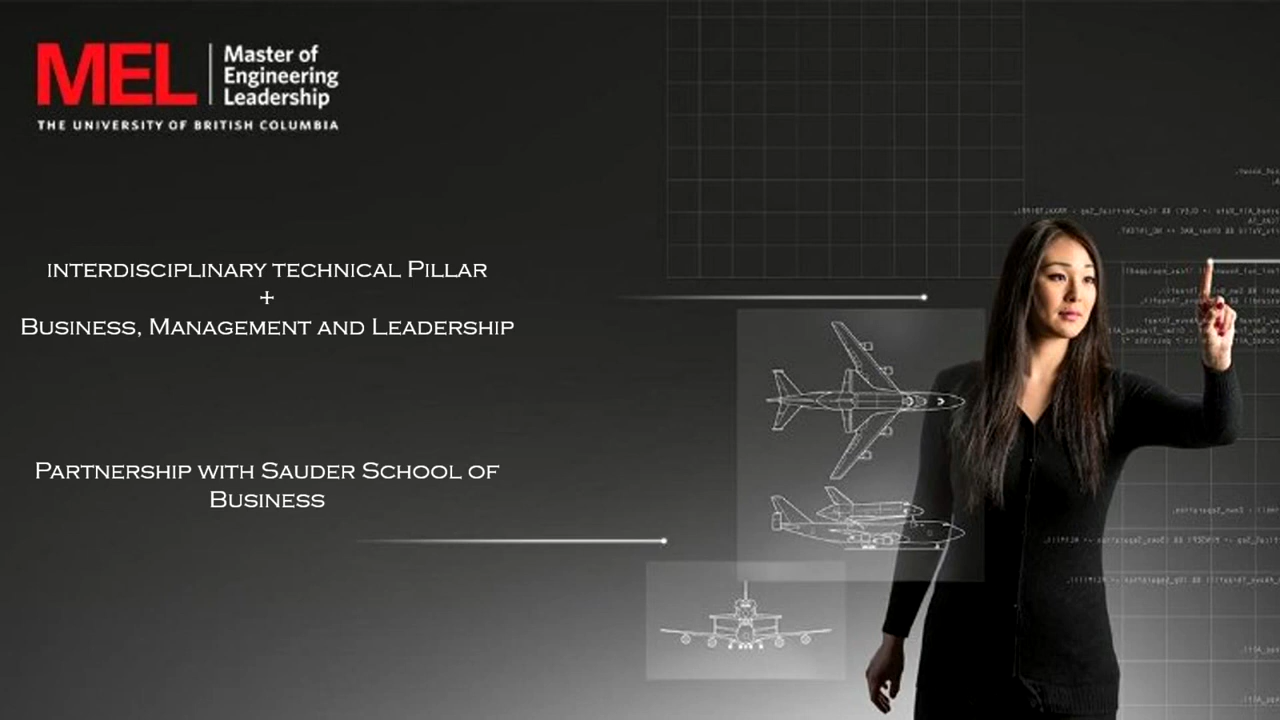 MEL
Master of
Engineering
Leadership
THE UNIVERSITY OF BRITISH COLUMBIA
INTERDISCIPLINARY TECHNICAL PILLAR
+
BUSINESS, MANAGEMENT AND LEADERSHIP
PARTNERSHIP WITH SAUDER SCHOOL OF
BUSINESS